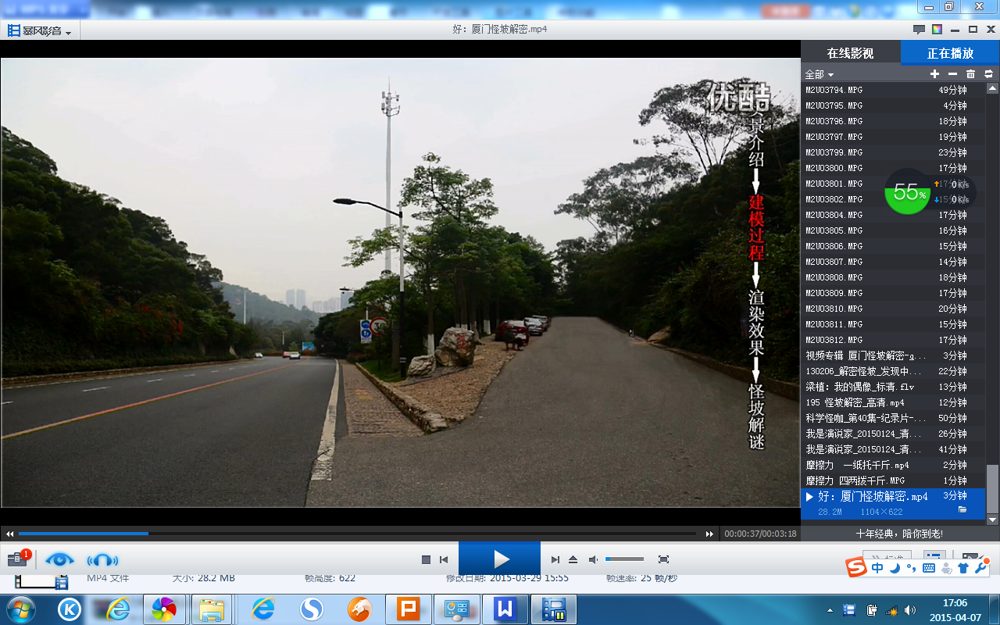 暴风影音
好：厦门怪坡解密.mp4
在线影视
正在播放
全部
M2U03794.MPG 49分钟
M2U03795.MPG 4分钟
M2U03796.MPG 18分钟
M2U03797.MPG 19分钟
M2U03799.MPG 23分钟
M2U03800.MPG 17分钟
M2U03801.MPG 17分钟
M2U03802.MPG 15分钟
M2U03804.MPG 17分钟
M2U03805.MPG 16分钟
M2U03806.MPG 15分钟
M2U03807.MPG 14分钟
M2U03808.MPG 18分钟
M2U03809.MPG 17分钟
M2U03810.MPG 20分钟
M2U03811.MPG 15分钟
M2U03812.MPG 17分钟
视频专辑 厦门怪坡解密-g... 3分钟
130206_解密怪坡_发现中... 22分钟
梁植：我的偶像_标清.flv 13分钟
195 怪坡解密_高清.mp4 12分钟
科学怪咖_第40集-纪录片-... 50分钟
我是演说家_20150124_清... 26分钟
我是演说家_20150124_清... 41分钟
摩擦力 一纸托千斤.mp4 2分钟
摩擦力 四两拨千斤.MPG 1分钟
好：厦门怪坡解密.mp4 3分钟
28.2M 1104×622
55%
0K/s
0K/s
优酷
景介绍
建模过程
渲染效果
怪坡解谜
00:00:37/00:03:18
十年经典，陪你到老!
1
中
MP4 文件
大小: 28.2 MB
帧高度: 622
修改日期: 2015-03-29 15:55
帧速率: 25 帧/秒
17:06
2015-04-07